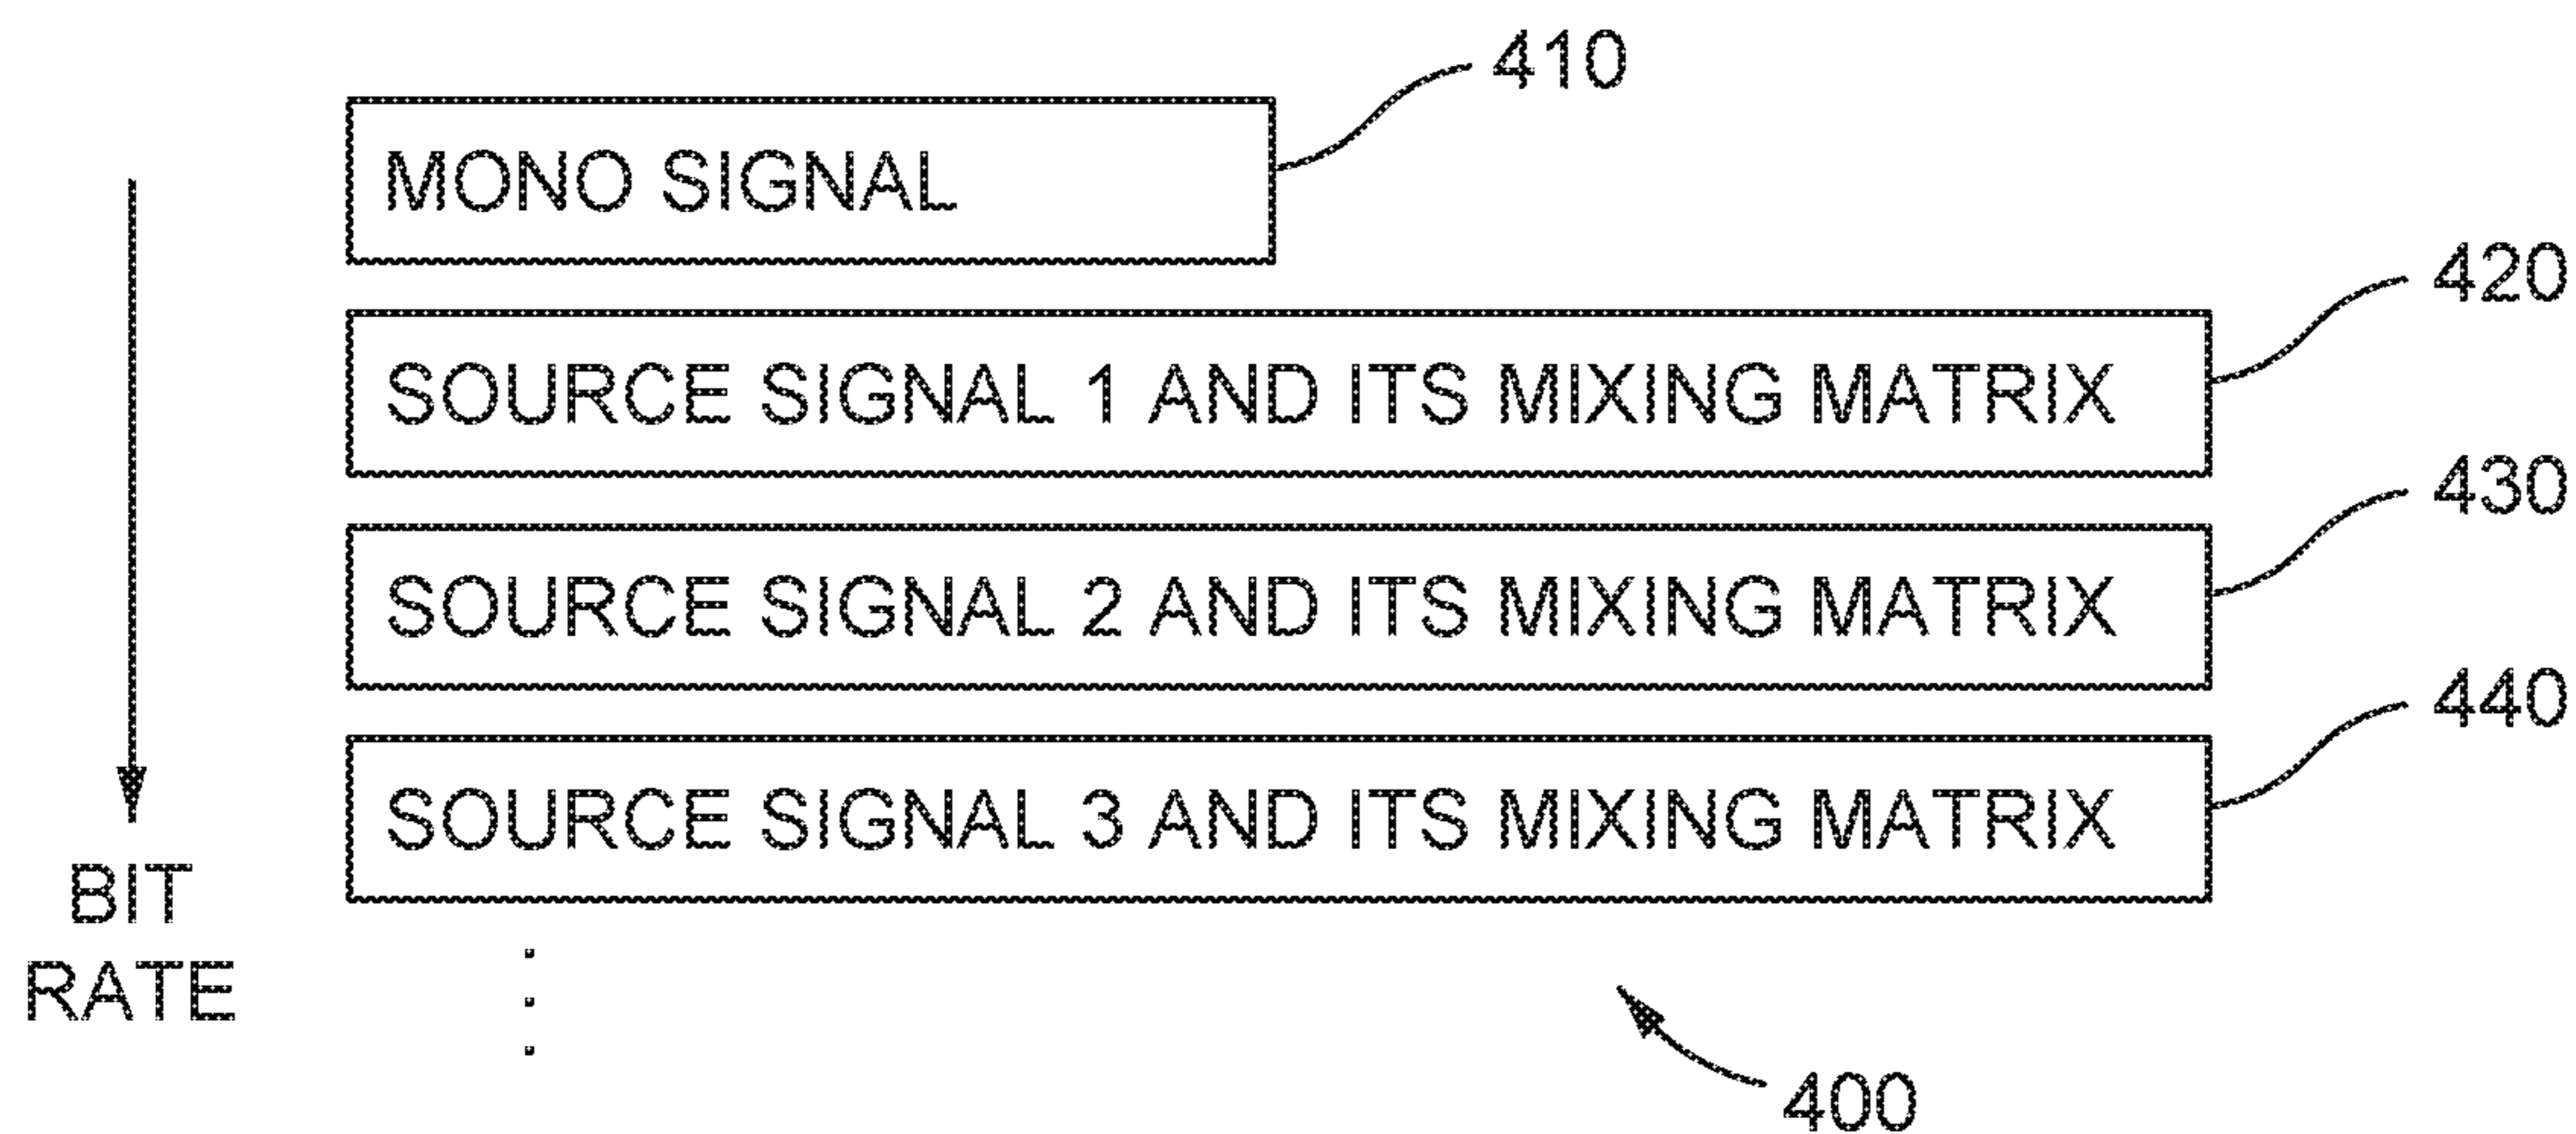 410
MONO SIGNAL
420
SOURCE SIGNAL 1 AND ITS MIXING MATRIX
430
SOURCE SIGNAL 2 AND ITS MIXING MATRIX
440
SOURCE SIGNAL 3 AND ITS MIXING MATRIX
BIT
RATE
400